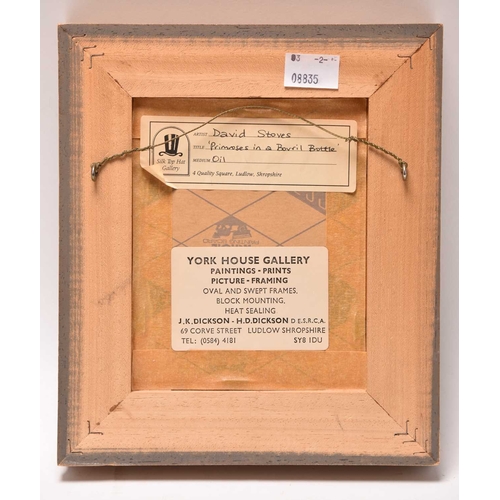 03 -2-
08835
ARTIST David Stoves
TITLE 'Primroses in a Bovril Bottle'
MEDIUM Oil
Silk Top Hat
Gallery
4 Quality Square, Ludlow, Shropshire
YORK HOUSE GALLERY
PAINTINGS - PRINTS
PICTURE - FRAMING
OVAL AND SWEPT FRAMES,
BLOCK MOUNTING,
HEAT SEALING
J.K. DICKSON - H.D. DICKSON D E.S.R.C.A.
69 CORVE STREET LUDLOW SHROPSHIRE
TEL: (0584) 4181 SY8 1DU